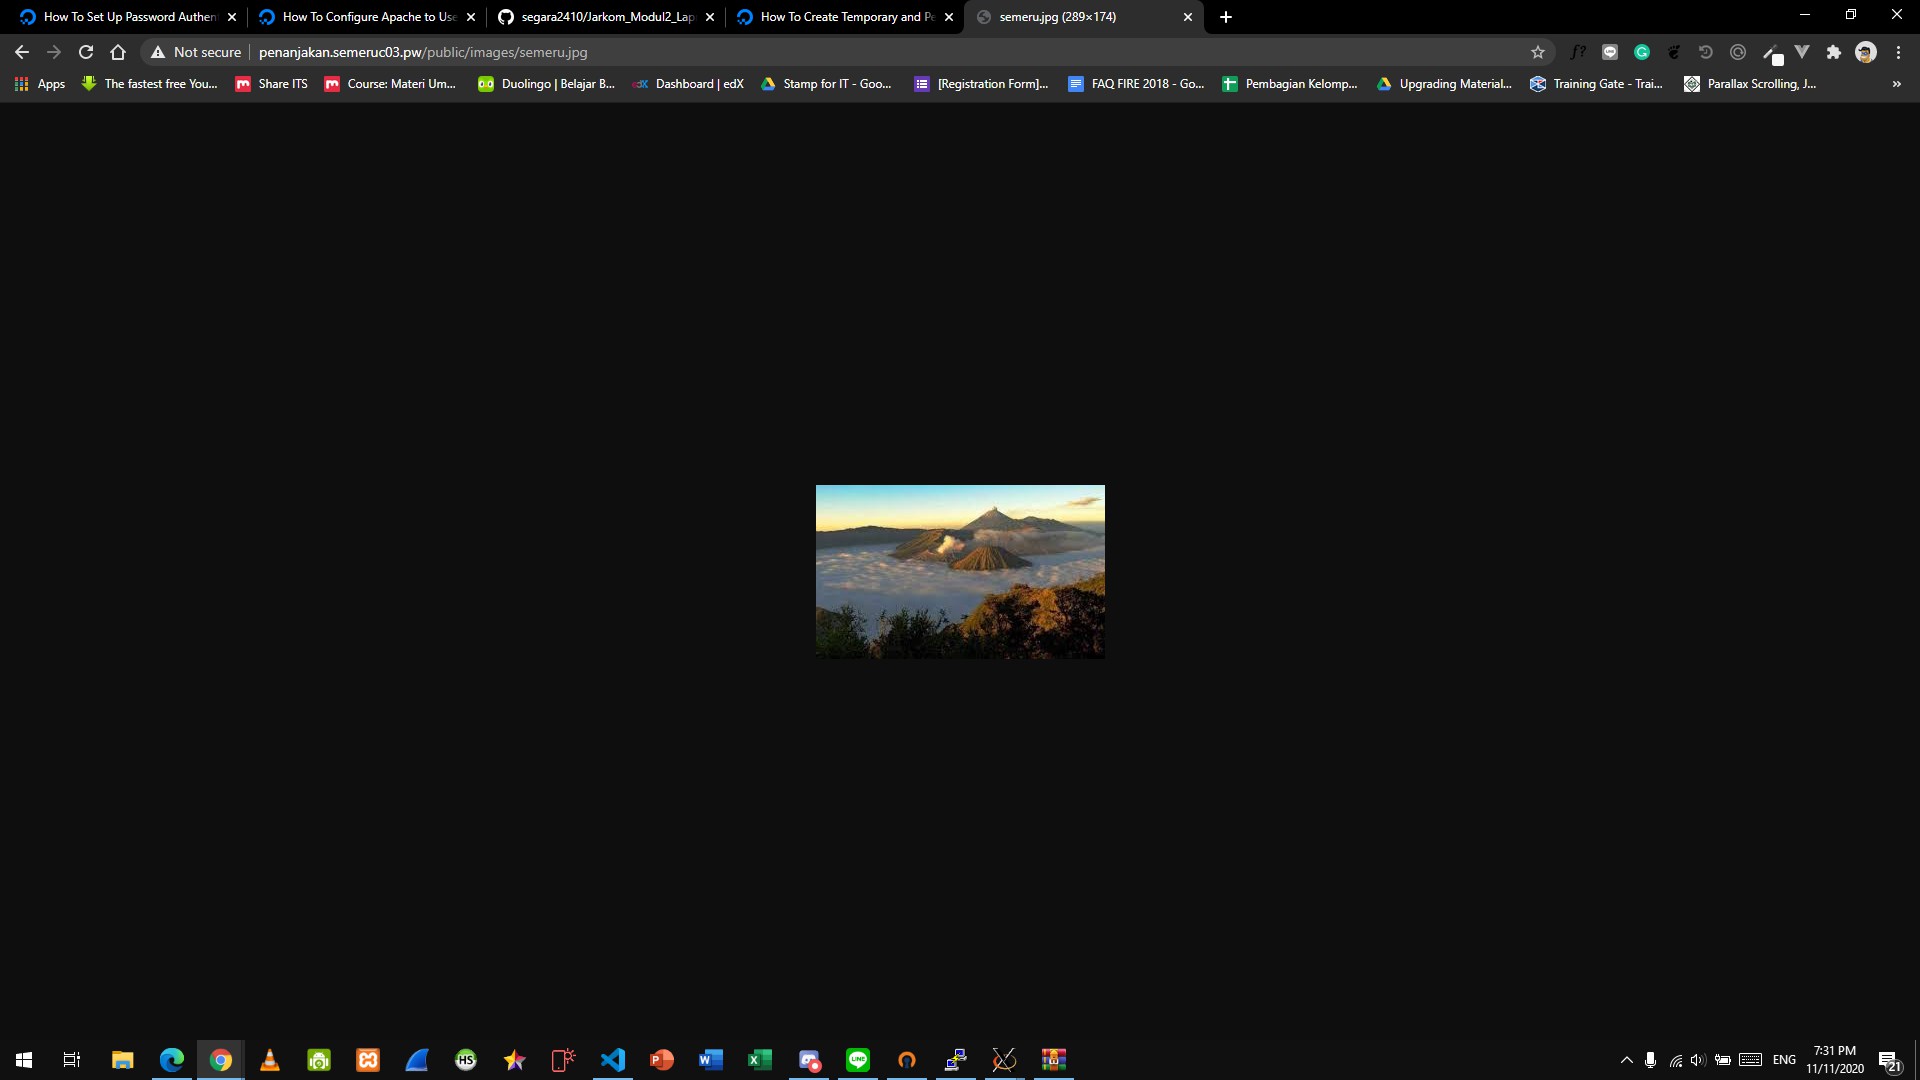 How To Set Up Password Authen
How To Configure Apache to Use
segara2410/Jarkom_Modul2_Lap
How To Create Temporary and Pe
semeru.jpg (289×174)
Not secure
penanjakan.semeruc03.pw/public/images/semeru.jpg
Apps
The fastest free You...
Share ITS
Course: Materi Um...
Duolingo | Belajar B...
edX
Dashboard | edX
Stamp for IT - Goo...
[Registration Form]...
FAQ FIRE 2018 - Go...
Pembagian Kelomp...
Upgrading Material...
Training Gate - Trai...
Parallax Scrolling, J...
HS
LINE
ENG
7:31 PM
11/11/2020
21